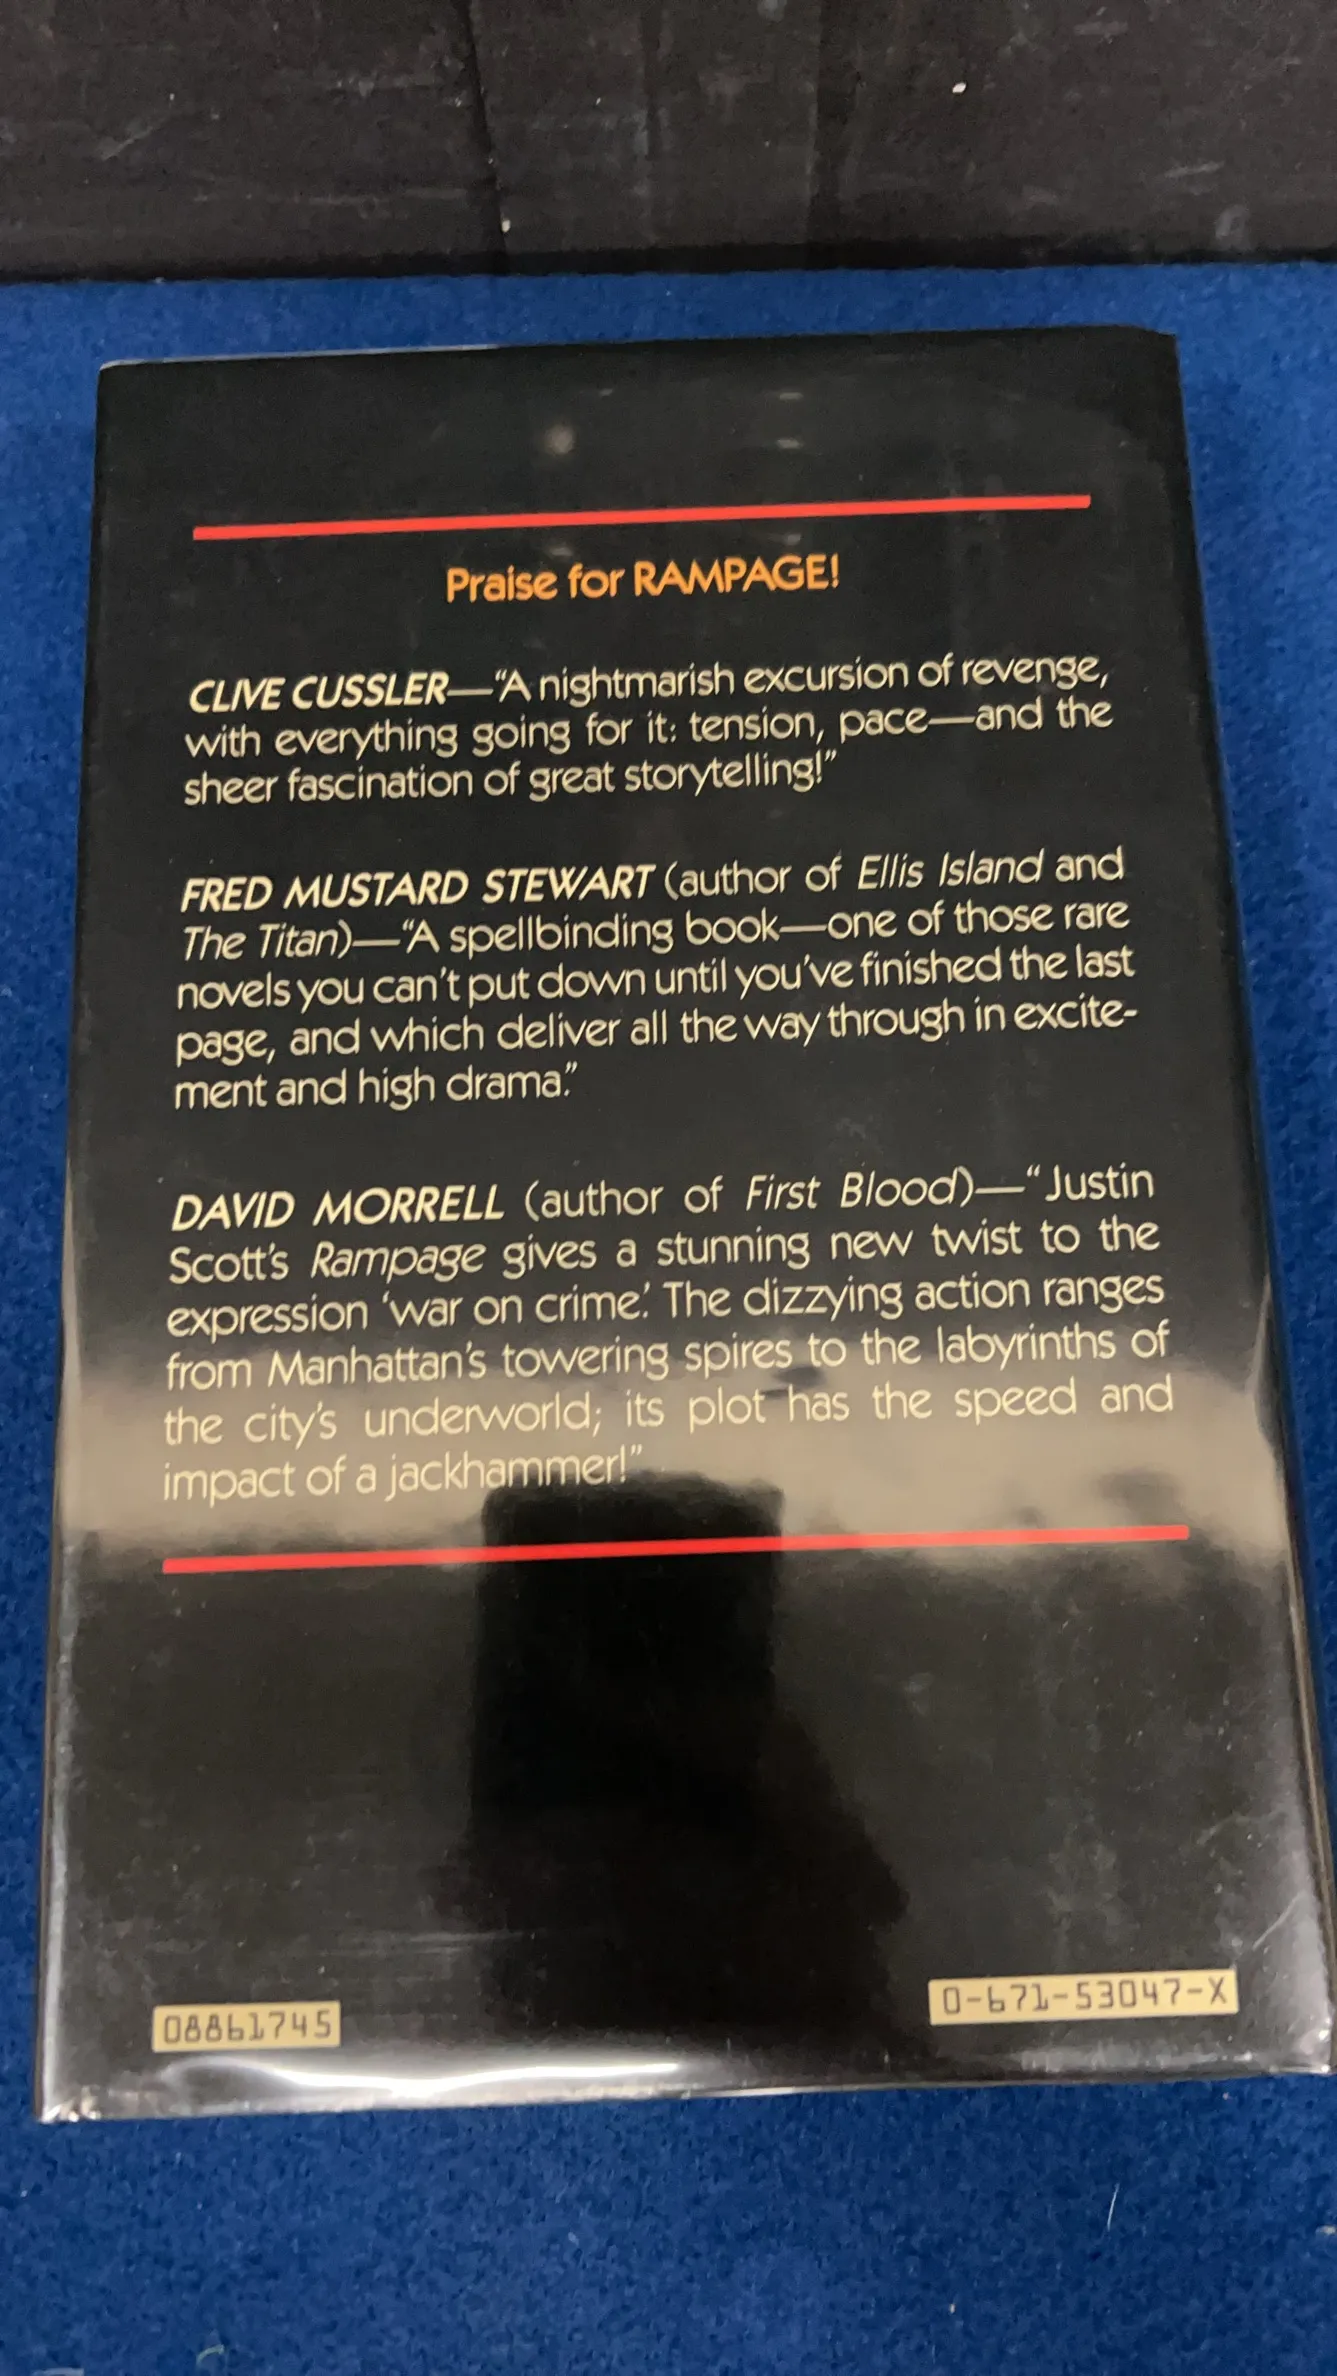 Praise for RAMPAGE!
CLIVE CUSSLER—“A nightmarish excursion of revenge,
with everything going for it: tension, pace—and the
sheer fascination of great storytelling!”
FRED MUSTARD STEWART (author of Ellis Island and
The Titan)—“A spellbinding book—one of those rare
novels you can't put down until you've finished the last
page, and which deliver all the way through in excite-
ment and high drama.”
DAVID MORRELL (author of First Blood)—“Justin
Scott's Rampage gives a stunning new twist to the
expression ‘war on crime.’ The dizzying action ranges
from Manhattan's towering spires to the labyrinths of
the city's underworld; its plot has the speed and
impact of a jackhammer!”
08861745
0-671-53047-X